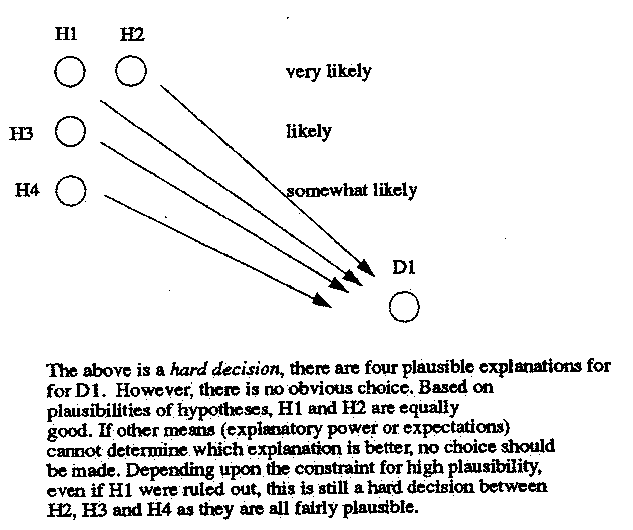 H1 H2
very likely
H3 likely
H4 somewhat likely
D1
The above is a hard decision, there are four plausible explanations for
for D1. However, there is no obvious choice. Based on
plausibilities of hypotheses, H1 and H2 are equally
good. If other means (explanatory power or expectations)
cannot determine which explanation is better, no choice should
be made. Depending upon the constraint for high plausibility,
even if H1 were ruled out, this is still a hard decision between
H2, H3 and H4 as they are all fairly plausible.